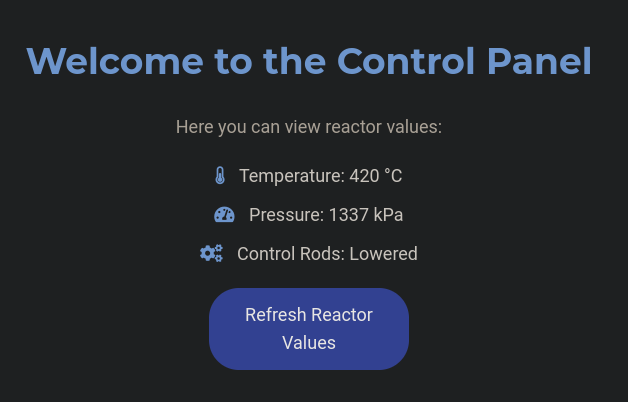 Welcome to the Control Panel
Here you can view reactor values:
Temperature: 420 °C
Pressure: 1337 kPa
Control Rods: Lowered
Refresh Reactor
Values